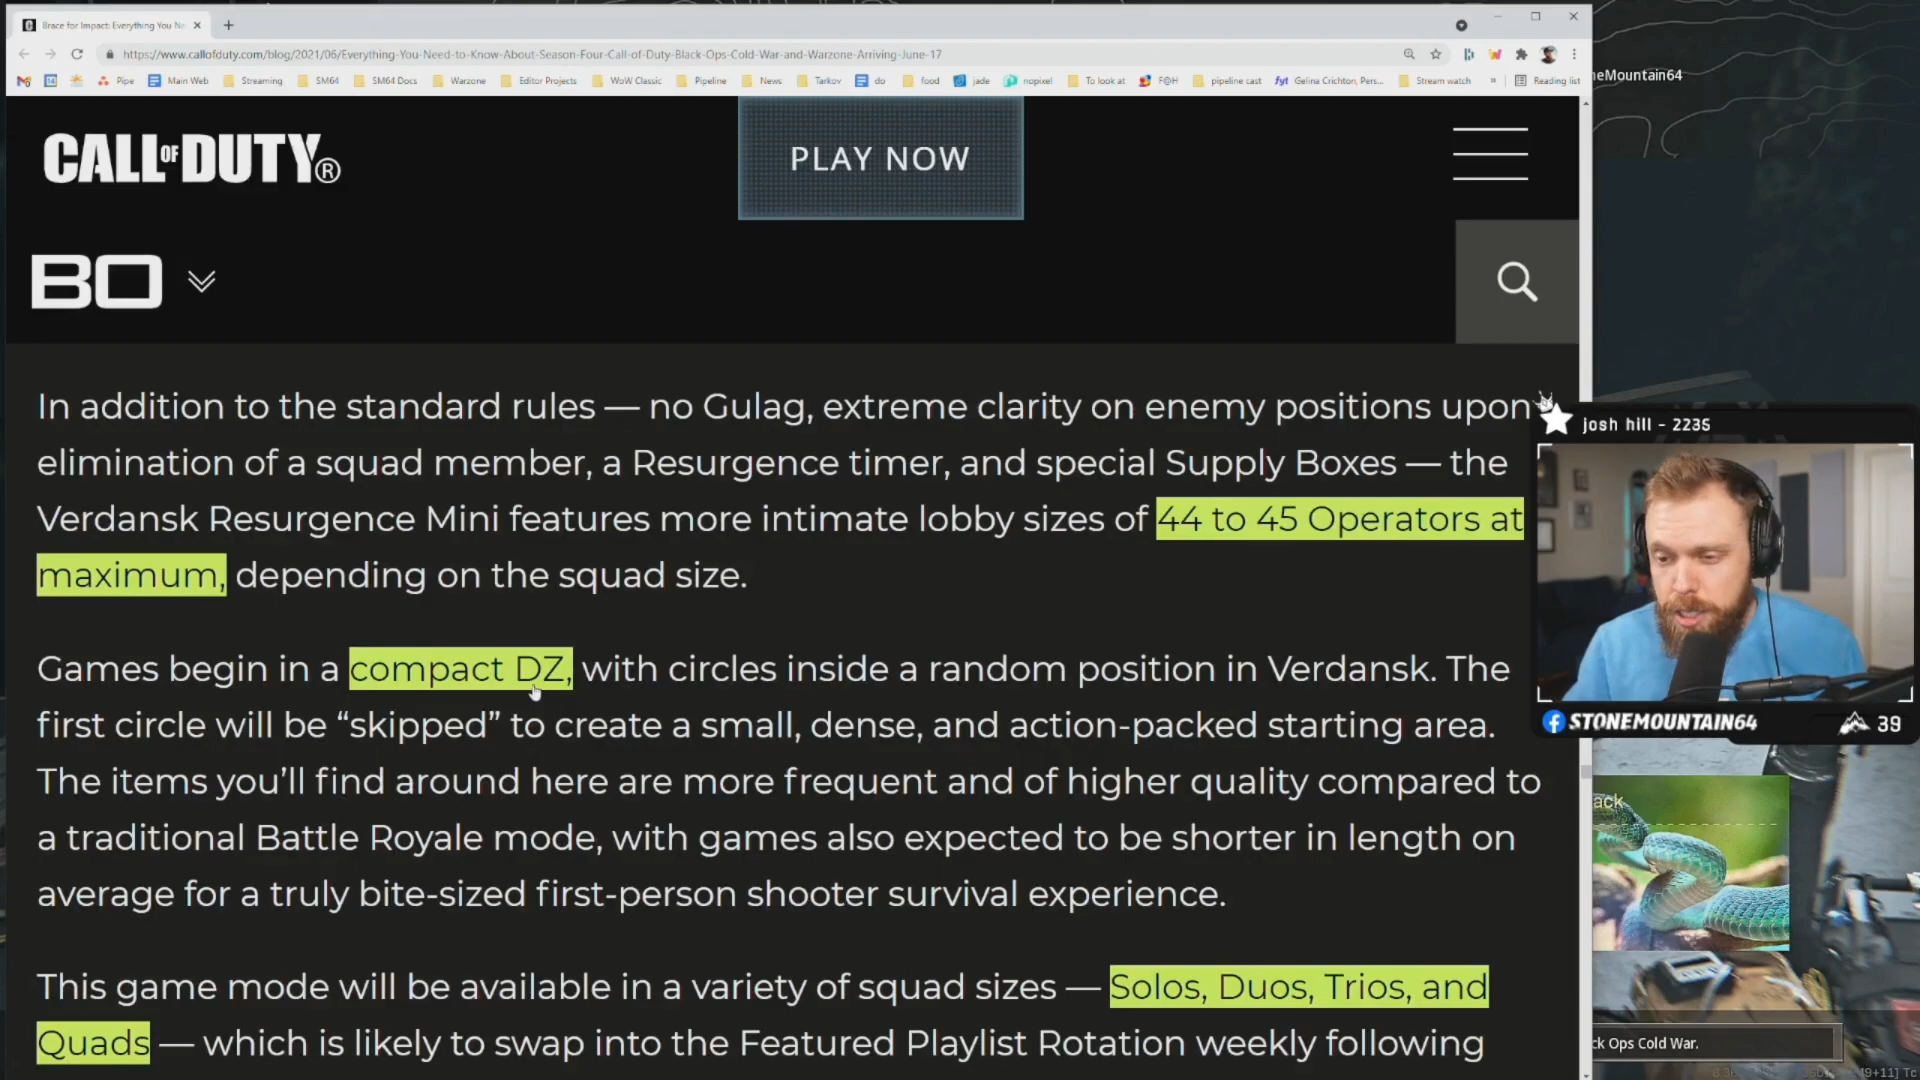 Brace for Impact: Everything You Ne
https://www.callofduty.com/blog/2021/06/Everything-You-Need-to-Know-About-Season-Four-Call-of-Duty-Black-Ops-Cold-War-and-Warzone-Arriving-June-17
Pipe Main Web Streaming SM64 SM64 Docs Warzone Editor Projects WoW Classic Pipeline News Tarkov do food jade nopixel To look at F@H pipeline cast fyt Gelina Crichton, Pers... Stream watch » Reading list
neMountain64
CALL OF DUTY®
PLAY NOW
BO
In addition to the standard rules — no Gulag, extreme clarity on enemy positions upon
elimination of a squad member, a Resurgence timer, and special Supply Boxes — the
Verdansk Resurgence Mini features more intimate lobby sizes of 44 to 45 Operators at
maximum, depending on the squad size.
Games begin in a compact DZ, with circles inside a random position in Verdansk. The
first circle will be “skipped” to create a small, dense, and action-packed starting area.
The items you’ll find around here are more frequent and of higher quality compared to
a traditional Battle Royale mode, with games also expected to be shorter in length on
average for a truly bite-sized first-person shooter survival experience.
This game mode will be available in a variety of squad sizes — Solos, Duos, Trios, and
Quads — which is likely to swap into the Featured Playlist Rotation weekly following
josh hill - 2235
STONEMOUNTAIN64 39
ack
ck Ops Cold War.